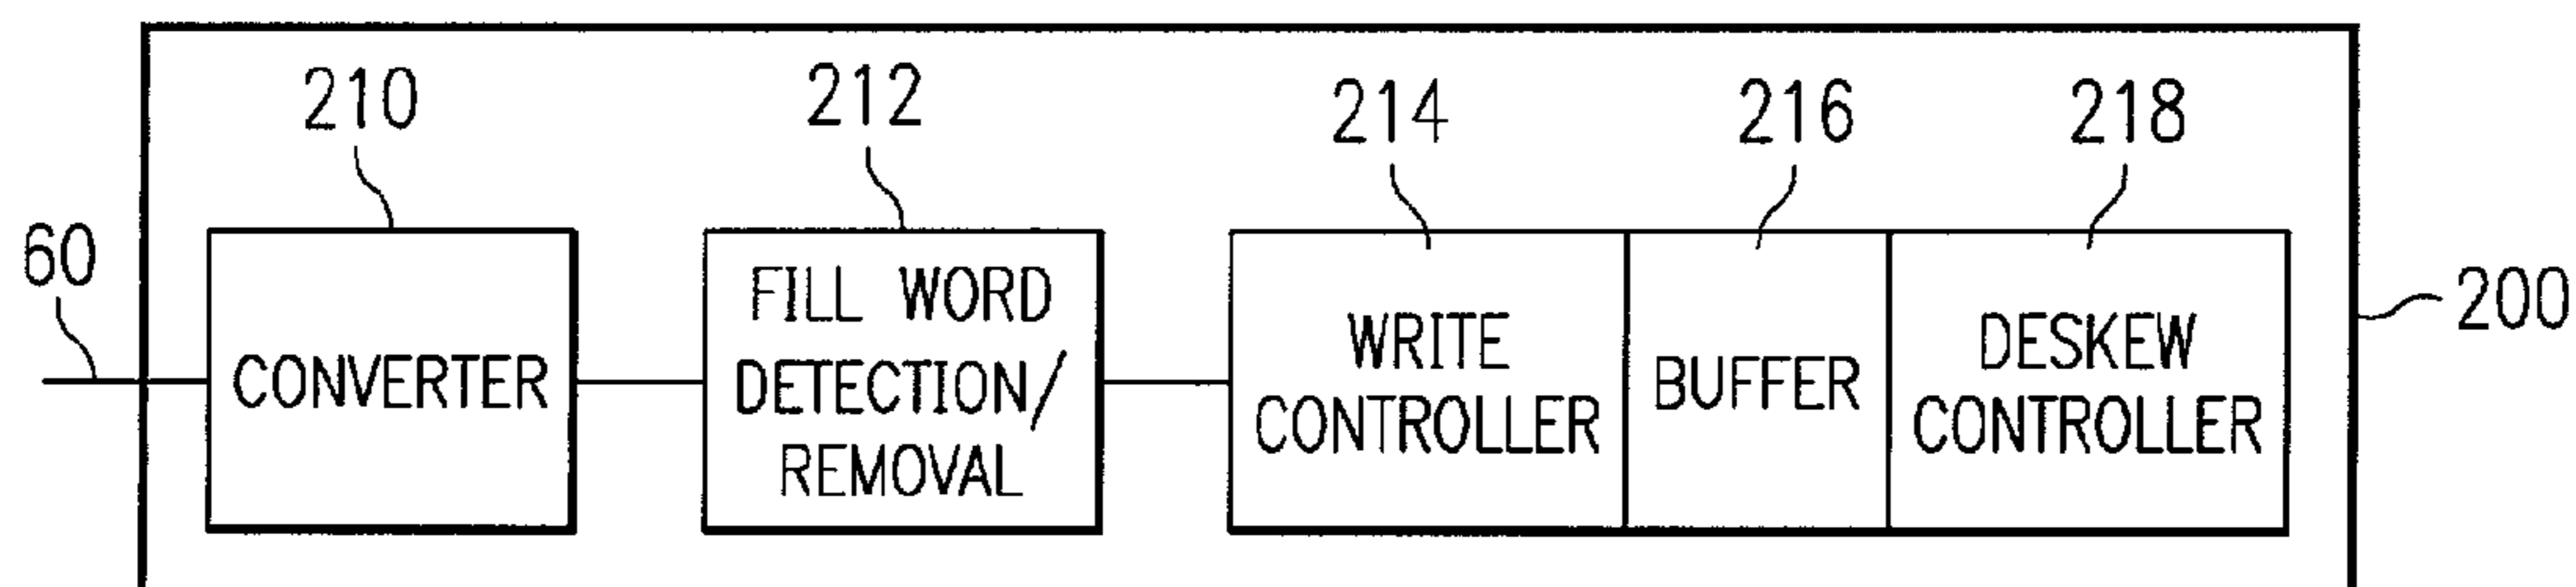 210
212
214
216
218
60
200
CONVERTER
FILL WORD
DETECTION/
REMOVAL
WRITE
CONTROLLER
BUFFER
DESKEW
CONTROLLER